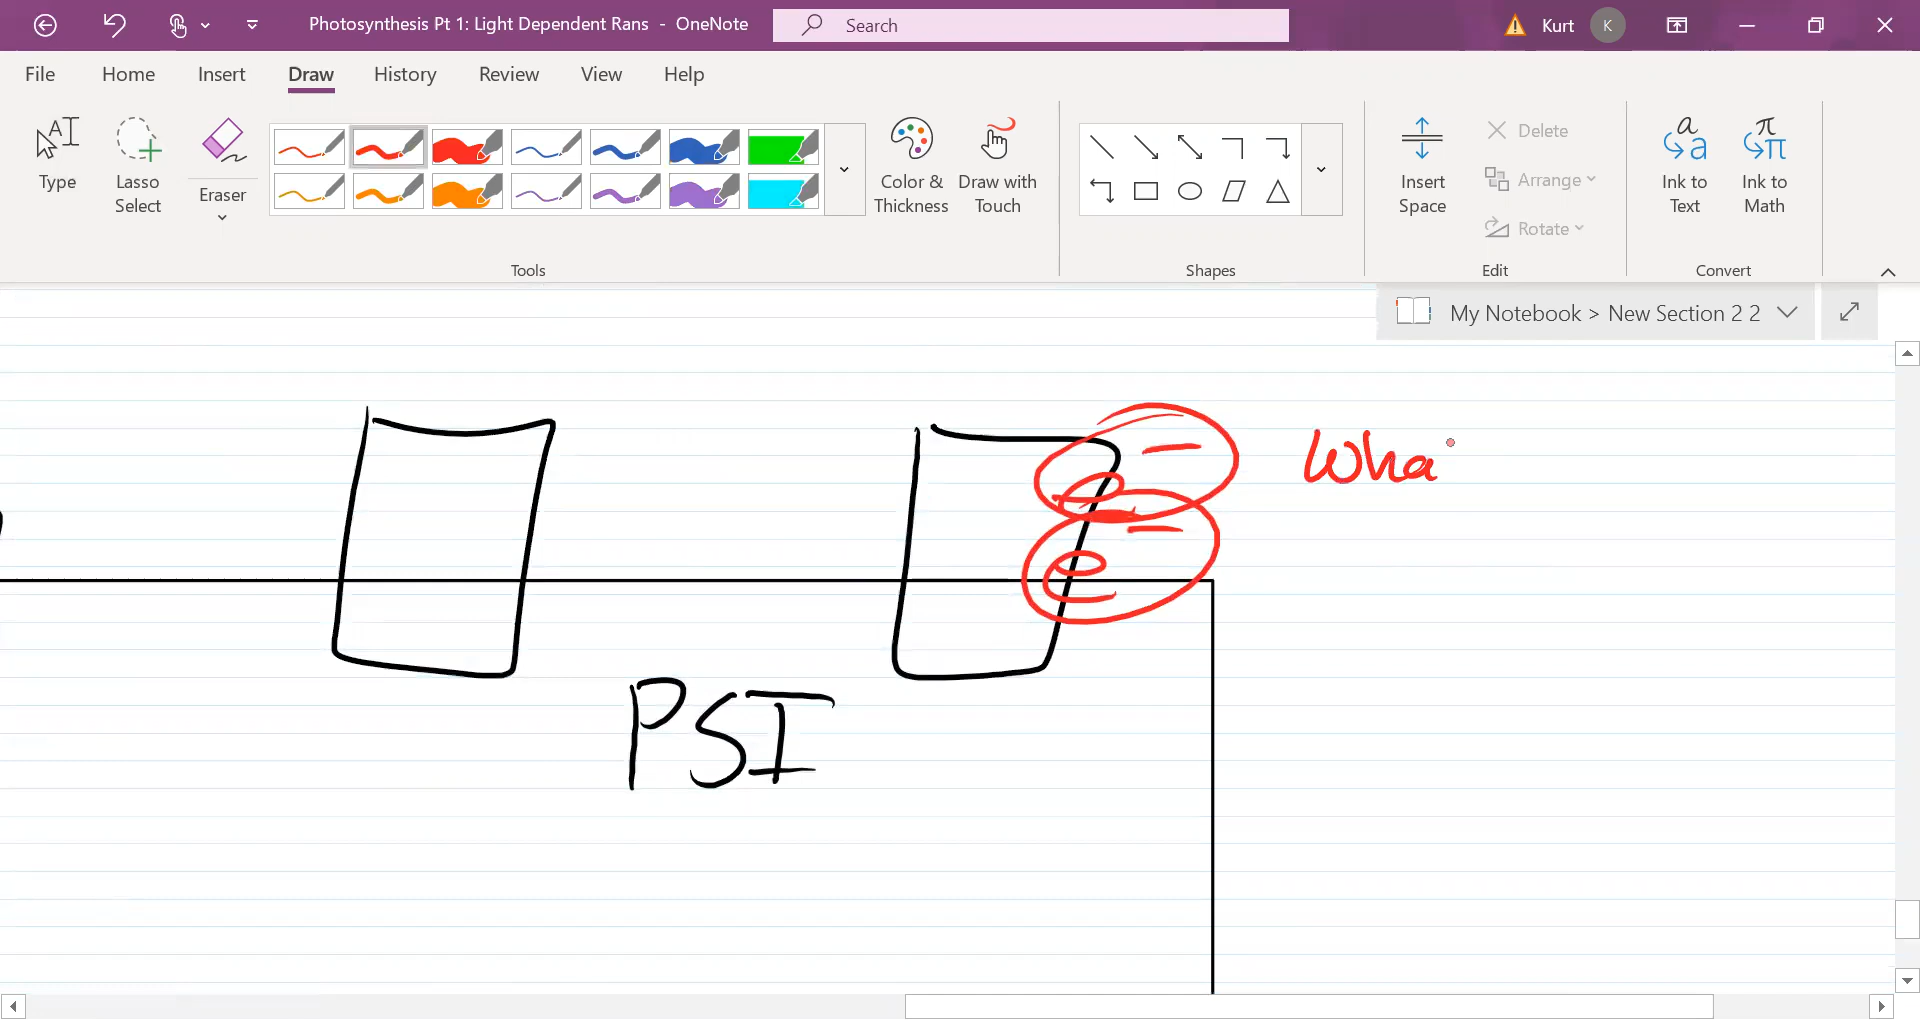 Photosynthesis Pt 1: Light Dependent Rans - OneNote
Search
Kurt
K
File Home Insert Draw History Review View Help
Type
Lasso Select
Eraser
Color & Thickness
Draw with Touch
Insert Space
Delete
Arrange
Rotate
Ink to Text
Ink to Math
Tools
Shapes
Edit
Convert
My Notebook > New Section 2 2
e -
e -
Wha
PSI